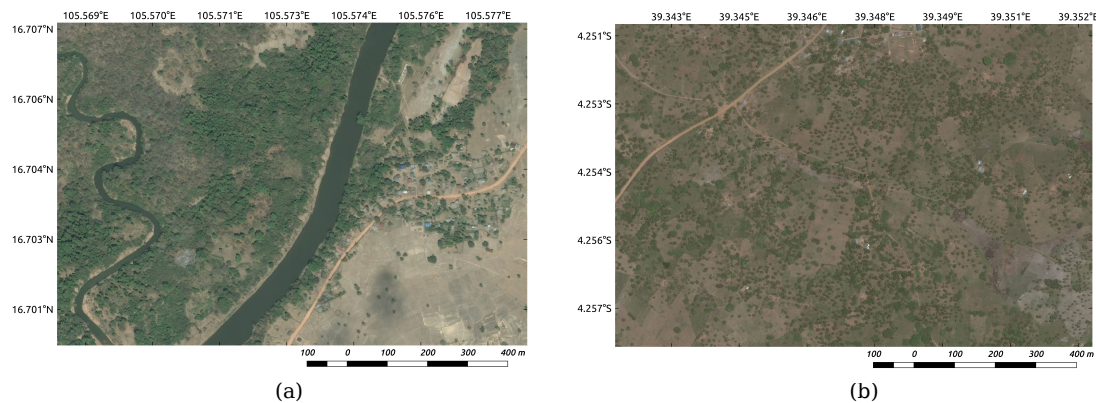 105.569°E 105.570°E 105.571°E 105.573°E 105.574°E 105.576°E 105.577°E
16.707°N
16.706°N
16.704°N
16.703°N
16.701°N
100 0 100 200 300 400 m
(a)
39.343°E 39.345°E 39.346°E 39.348°E 39.349°E 39.351°E 39.352°E
4.251°S
4.253°S
4.254°S
4.256°S
4.257°S
100 0 100 200 300 400 m
(b)